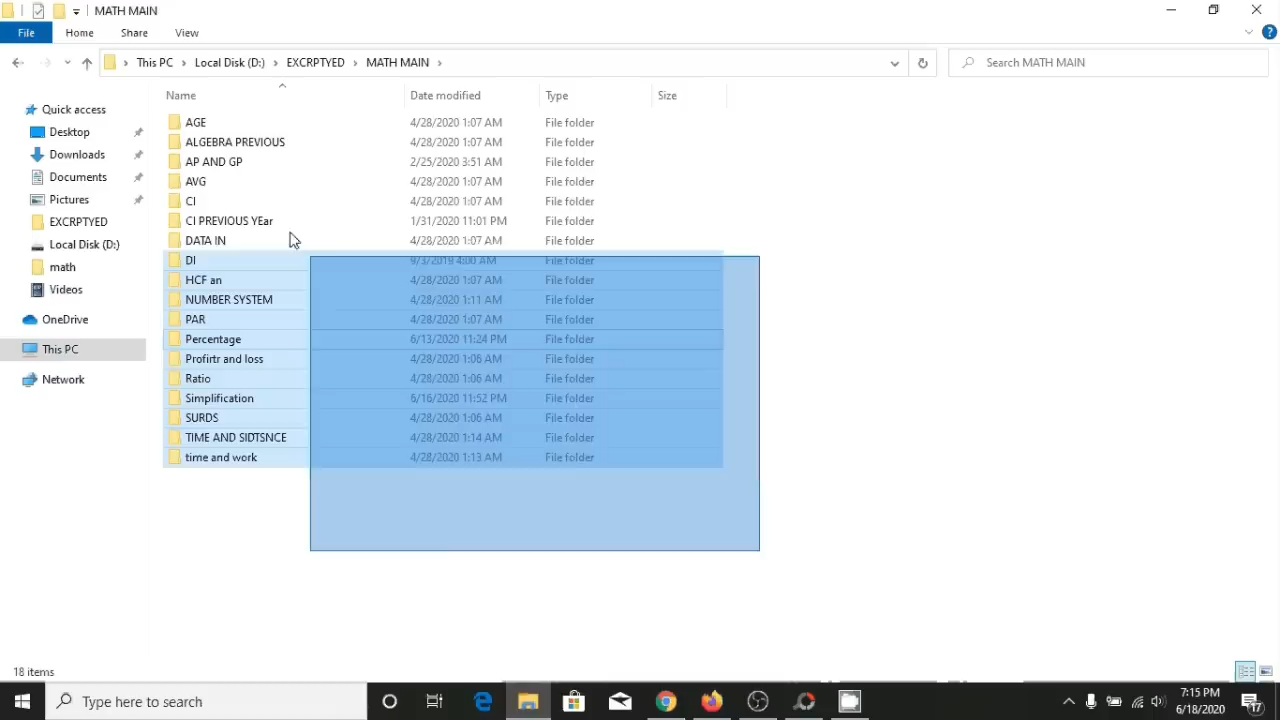 MATH MAIN
File Home Share View
This PC Local Disk (D:) EXCRPTYED MATH MAIN Search MATH MAIN
Name Date modified Type Size
Quick access
Desktop
Downloads
Documents
Pictures
EXCRPTYED
Local Disk (D:)
math
Videos
OneDrive
This PC
Network
AGE 4/28/2020 1:07 AM File folder
ALGEBRA PREVIOUS 4/28/2020 1:07 AM File folder
AP AND GP 2/25/2020 3:51 AM File folder
AVG 4/28/2020 1:07 AM File folder
CI 4/28/2020 1:07 AM File folder
CI PREVIOUS YEar 1/31/2020 11:01 PM File folder
DATA IN 4/28/2020 1:07 AM File folder
DI 9/3/2019 4:00 AM File folder
HCF an 4/28/2020 1:07 AM File folder
NUMBER SYSTEM 4/28/2020 1:11 AM File folder
PAR 4/28/2020 1:07 AM File folder
Percentage 6/13/2020 11:24 PM File folder
Profirtr and loss 4/28/2020 1:06 AM File folder
Ratio 4/28/2020 1:06 AM File folder
Simplification 6/16/2020 11:52 PM File folder
SURDS 4/28/2020 1:06 AM File folder
TIME AND SIDTSNCE 4/28/2020 1:14 AM File folder
time and work 4/28/2020 1:13 AM File folder
18 items
Type here to search
7:15 PM
6/18/2020
17